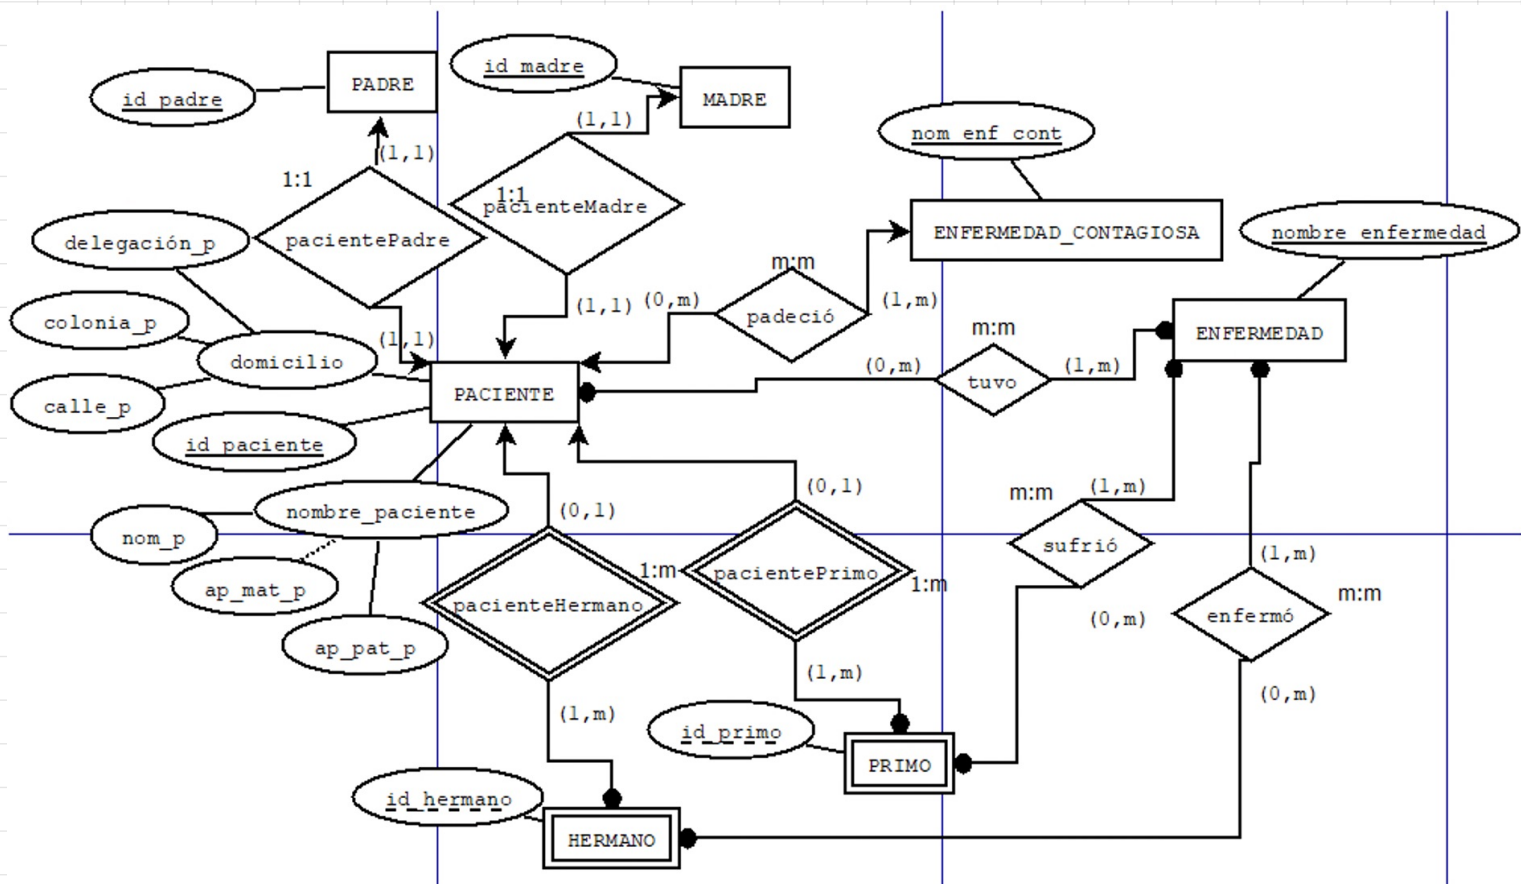 id_madre
PADRE
MADRE
id_padre
(1,1)
nom_enf_cont
(1,1)
1:1
1:1
pacienteMadre
delegación_p
pacientePadre
ENFERMEDAD_CONTAGIOSA
nombre_enfermedad
m:m
(1,1)
(0,m)
(1,m)
padeció
colonia_p
m:m
ENFERMEDAD
(1,1)
domicilio
(0,m)
(1,m)
tuvo
PACIENTE
calle_p
id_paciente
(0,1)
(1,m)
m:m
nombre_paciente
(0,1)
nom_p
sufrió
(1,m)
1:m
pacientePrimo
1:m
ap_mat_p
m:m
pacienteHermano
enfermó
(0,m)
ap_pat_p
(1,m)
(0,m)
(1,m)
id_primo
PRIMO
id_hermano
HERMANO